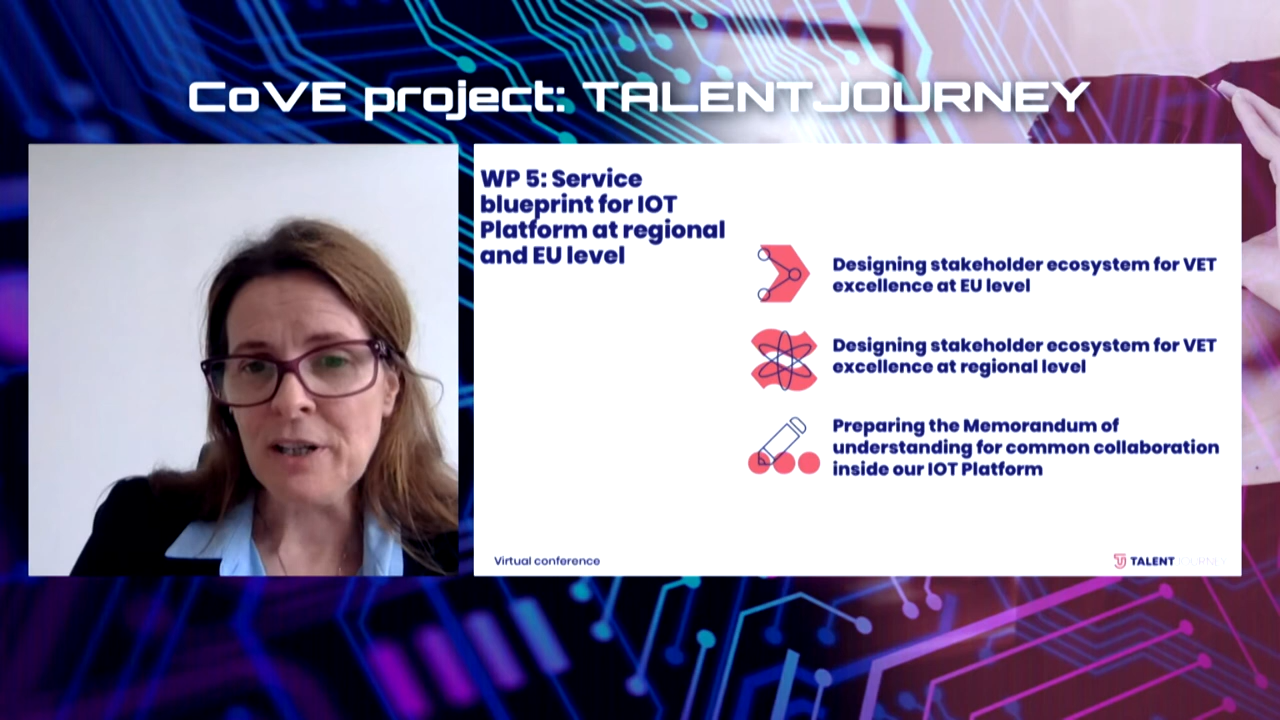 CoVE project: TALENTJOURNEY
WP 5: Service
blueprint for IOT
Platform at regional
and EU level
Designing stakeholder ecosystem for VET
excellence at EU level
Designing stakeholder ecosystem for VET
excellence at regional level
Preparing the Memorandum of
understanding for common collaboration
inside our IOT Platform
Virtual conference
TALENTJOURNEY